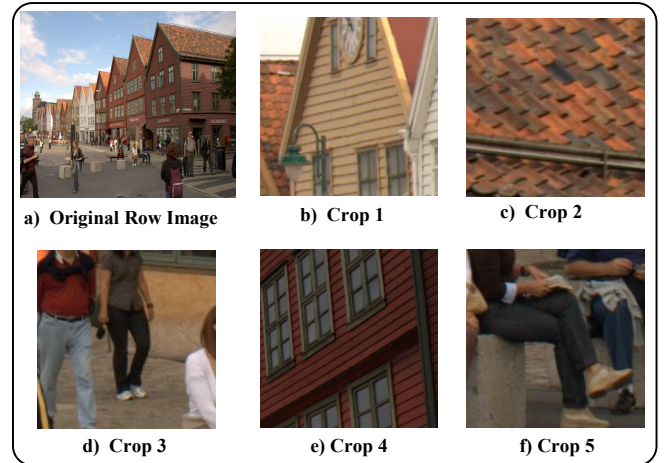 a) Original Row Image
b) Crop 1
c) Crop 2
d) Crop 3
e) Crop 4
f) Crop 5